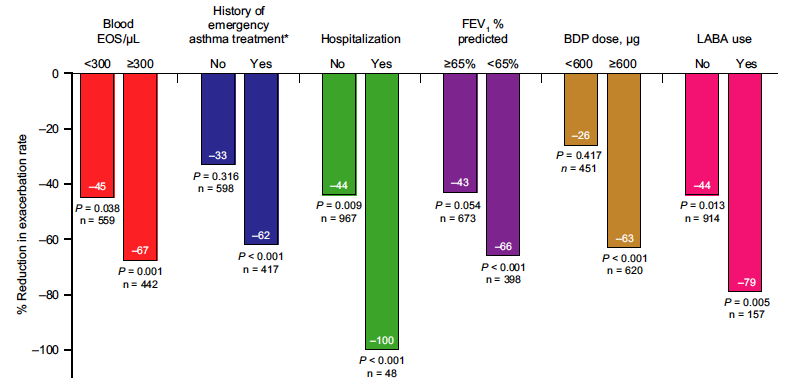 Blood
EOS/µL
History of
emergency
asthma treatment*
Hospitalization
FEV1 %
predicted
BDP dose, µg
LABA use
<300 ≥300
No Yes
No Yes
≥65% <65%
<600 ≥600
No Yes
% Reduction in exacerbation rate
0
–20
–40
–60
–80
–100
–45
P = 0.038
n = 559
–67
P = 0.001
n = 442
–33
P = 0.316
n = 598
–62
P < 0.001
n = 417
–44
P = 0.009
n = 967
–100
P < 0.001
n = 48
–43
P = 0.054
n = 673
–66
P < 0.001
n = 398
–26
P = 0.417
n = 451
–63
P < 0.001
n = 620
–44
P = 0.013
n = 914
–79
P = 0.005
n = 157